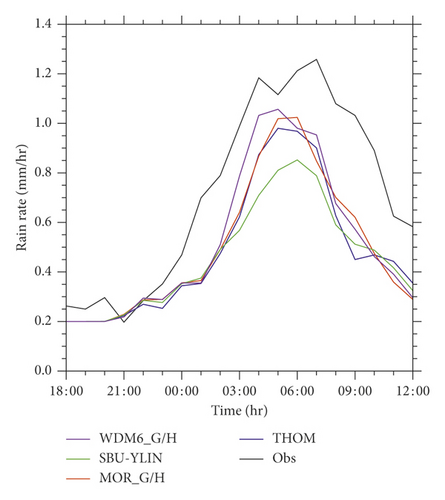 1.4
1.2
1.0
0.8
0.6
0.4
0.2
0.0
Rain rate (mm/hr)
18:00 21:00 00:00 03:00 06:00 09:00 12:00
Time (hr)
WDM6_G/H THOM
SBU-YLIN Obs
MOR_G/H